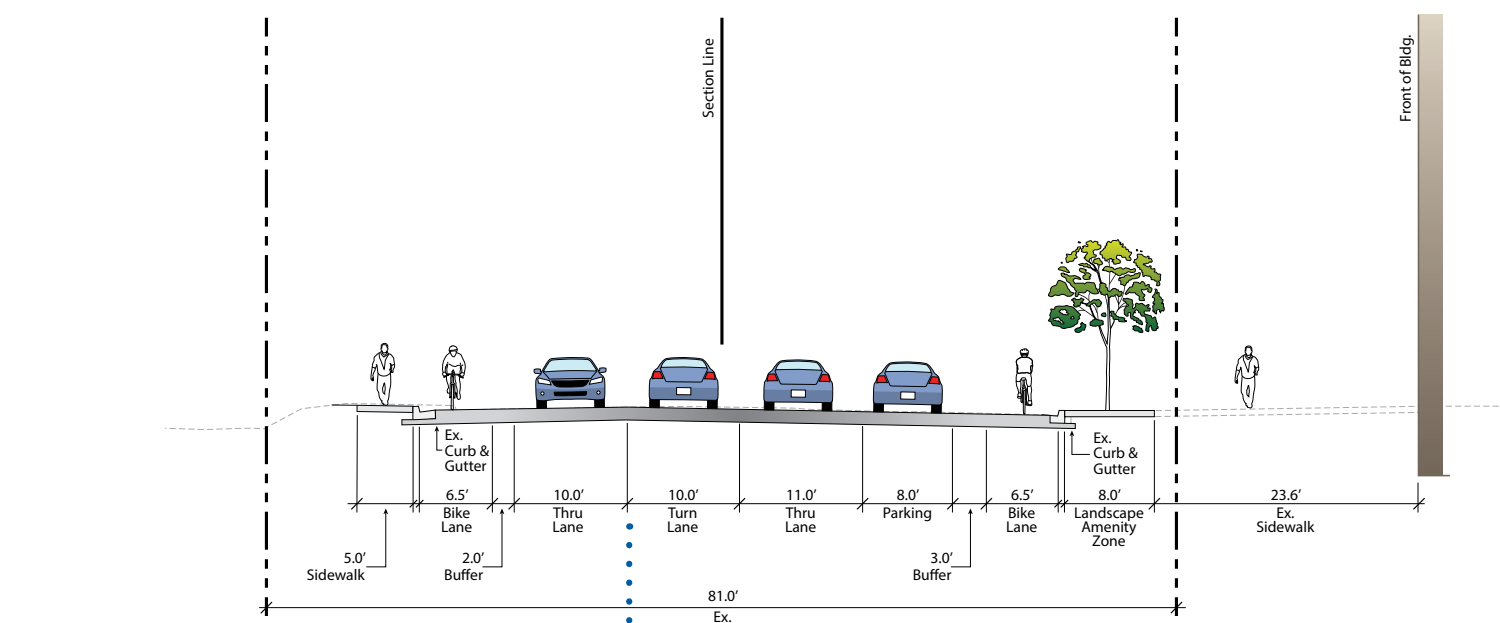 Section Line
Front of Bldg.
Ex.
Curb &
Gutter
Ex.
Curb &
Gutter
6.5’
Bike
Lane
10.0’
Thru
Lane
10.0’
Turn
Lane
11.0’
Thru
Lane
8.0’
Parking
6.5’
Bike
Lane
8.0’
Landscape
Amenity
Zone
23.6’
Ex.
Sidewalk
5.0’
Sidewalk
2.0’
Buffer
3.0’
Buffer
81.0’
Ex.